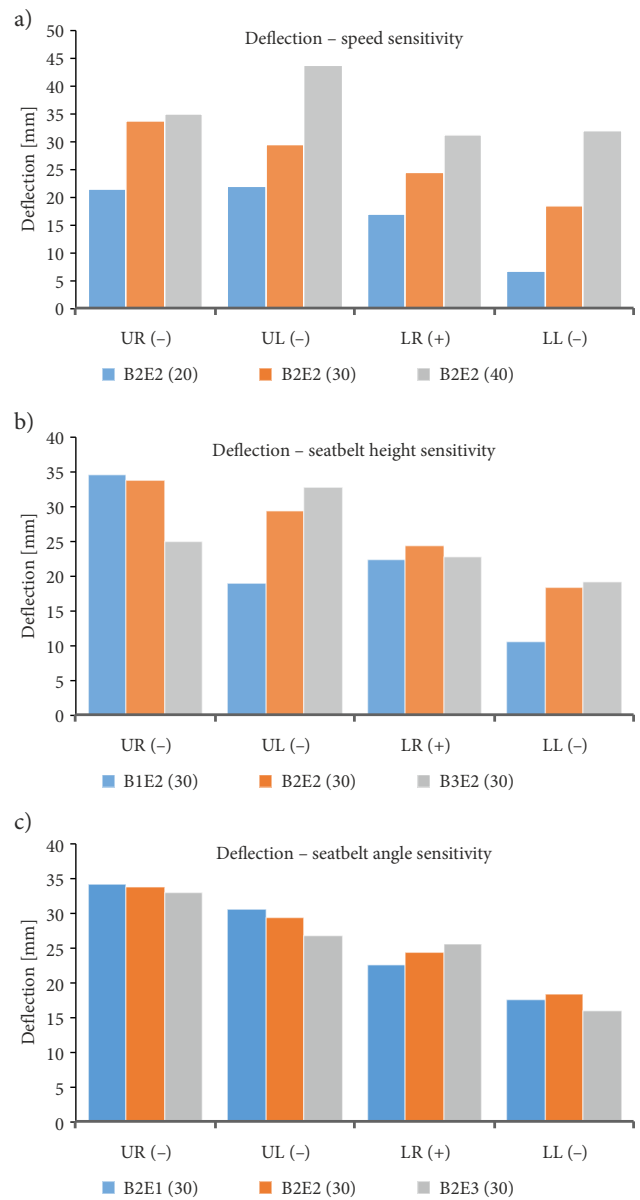 a)
Deflection – speed sensitivity
Deflection [mm]
50
45
40
35
30
25
20
15
10
5
0
UR (–) UL (–) LR (+) LL (–)
B2E2 (20) B2E2 (30) B2E2 (40)
b)
Deflection – seatbelt height sensitivity
Deflection [mm]
40
35
30
25
20
15
10
5
0
UR (–) UL (–) LR (+) LL (–)
B1E2 (30) B2E2 (30) B3E2 (30)
c)
Deflection – seatbelt angle sensitivity
Deflection [mm]
40
35
30
25
20
15
10
5
0
UR (–) UL (–) LR (+) LL (–)
B2E1 (30) B2E2 (30) B2E3 (30)